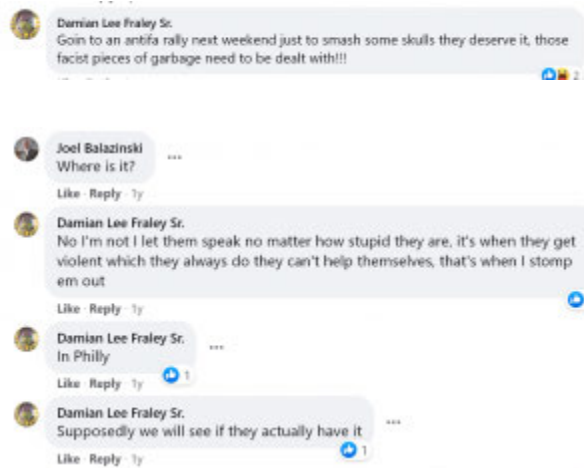 Damian Lee Fraley Sr.
Goin to an antifa rally next weekend just to smash some skulls they deserve it, those
facist pieces of garbage need to be dealt with!!!
2
Joel Balazinski
Where is it?
Like · Reply · 1y
Damian Lee Fraley Sr.
No I'm not I let them speak no matter how stupid they are, it's when they get
violent which they always do they can't help themselves, that's when I stomp
em out
Like · Reply · 1y
Damian Lee Fraley Sr.
In Philly
1
Like · Reply · 1y
Damian Lee Fraley Sr.
Supposedly we will see if they actually have it
1
Like · Reply · 1y